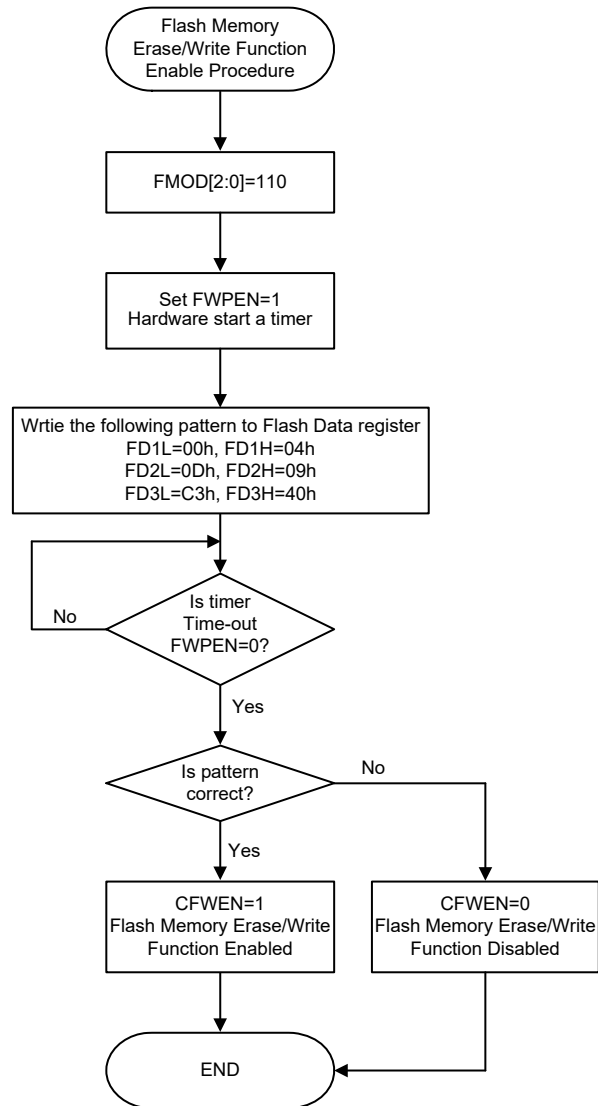 Flash Memory
Erase/Write Function
Enable Procedure
FMOD[2:0]=110
Set FWPEN=1
Hardware start a timer
Wrtie the following pattern to Flash Data register
FD1L=00h, FD1H=04h
FD2L=0Dh, FD2H=09h
FD3L=C3h, FD3H=40h
No
Is timer
Time-out
FWPEN=0?
Yes
Is pattern
correct?
No
Yes
CFWEN=1
Flash Memory Erase/Write
Function Enabled
CFWEN=0
Flash Memory Erase/Write
Function Disabled
END